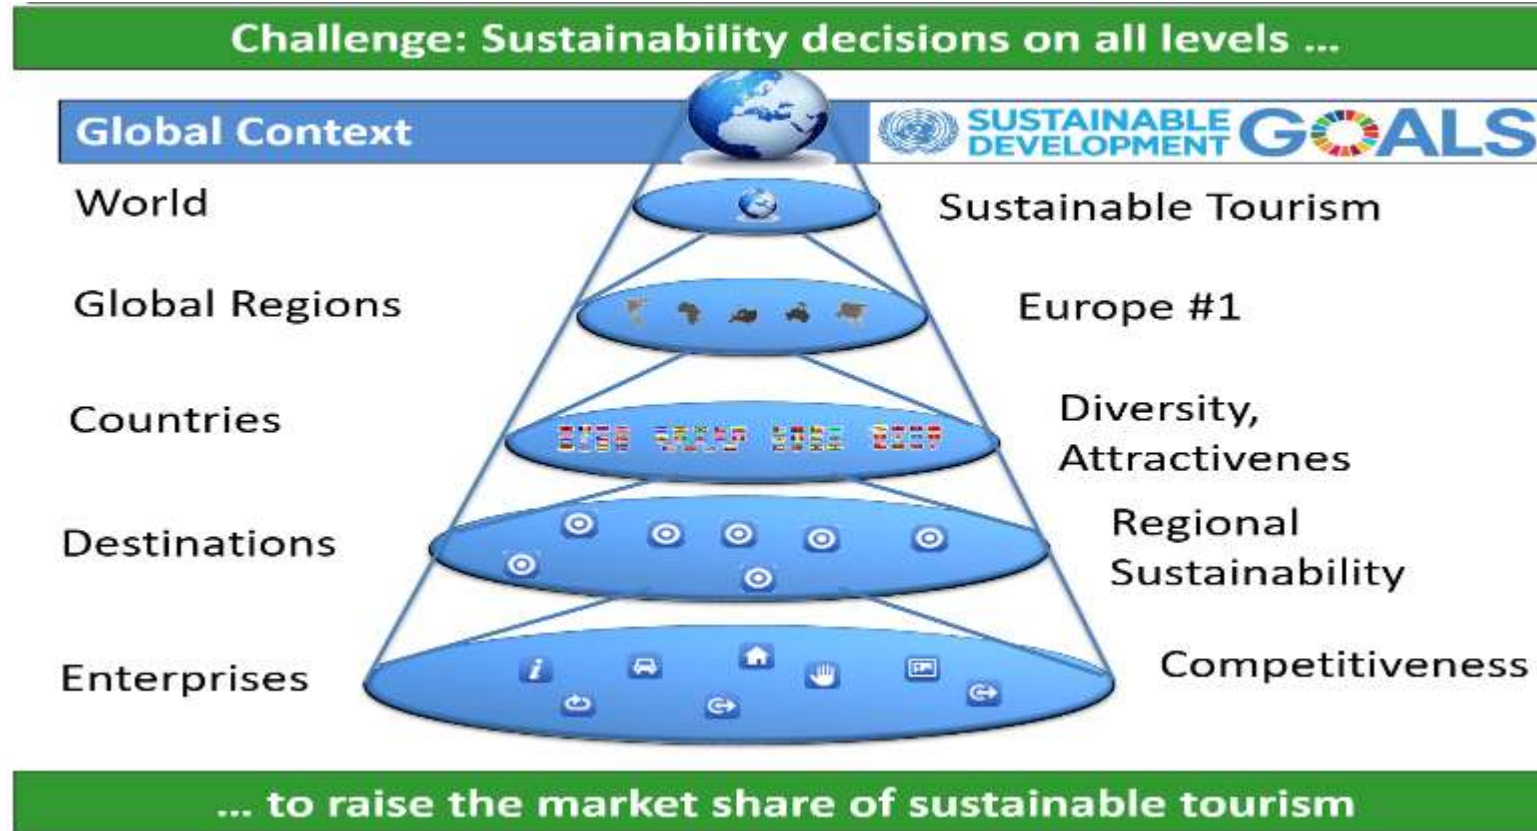 Challenge: Sustainability decisions on all levels ...
Global Context
SUSTAINABLE
DEVELOPMENT
GOALS
World
Sustainable Tourism
Global Regions
Europe #1
Countries
Diversity,
Attractivenes
Destinations
Regional
Sustainability
Enterprises
Competitiveness
... to raise the market share of sustainable tourism